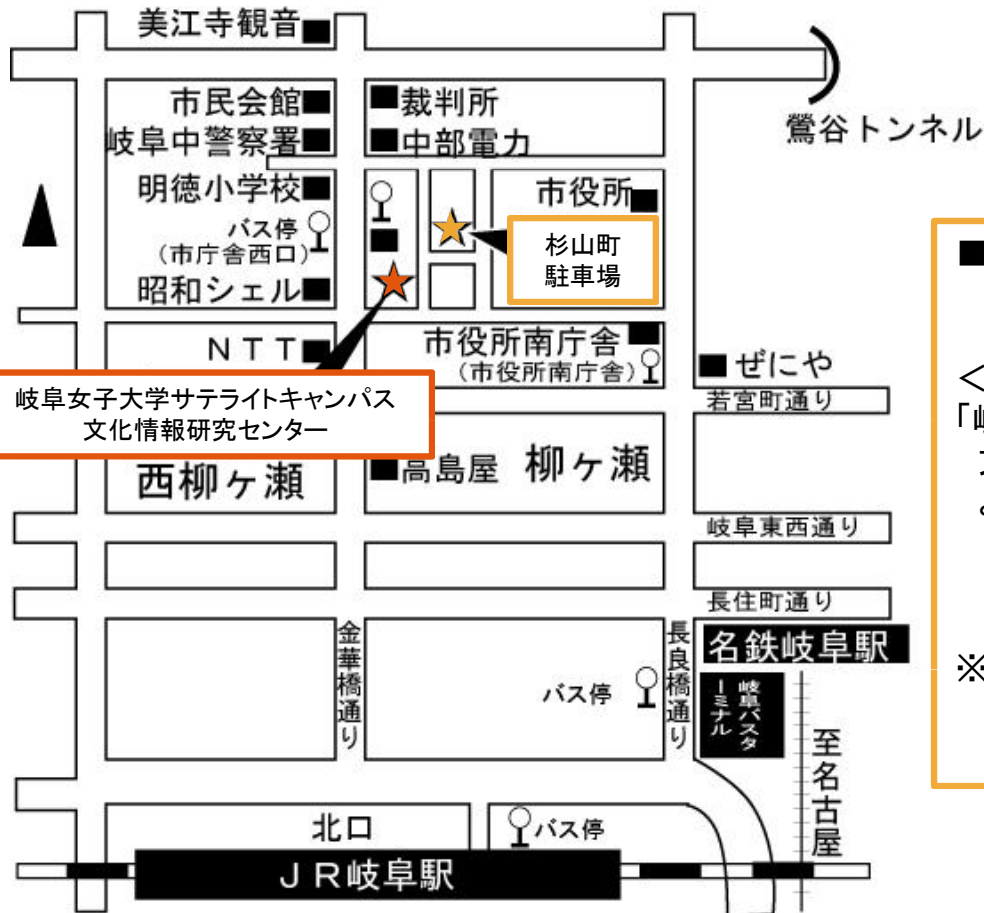 美江寺観音
鶯谷トンネル
市民会館
裁判所
岐阜中警察署
中部電力
明徳小学校
市役所
バス停
(市庁舎西口)
杉山町
駐車場
昭和シェル
NTT
市役所南庁舎
(市役所南庁舎)
ぜにや
若宮町通り
岐阜女子大学サテライトキャンパス
文化情報研究センター
西柳ヶ瀬
高島屋
柳ヶ瀬
岐阜東西通り
長住町通り
金華橋通り
長良橋通り
名鉄岐阜駅
バス停
岐阜バスターミナル
至名古屋
北口
バス停
JR岐阜駅
■
<
※